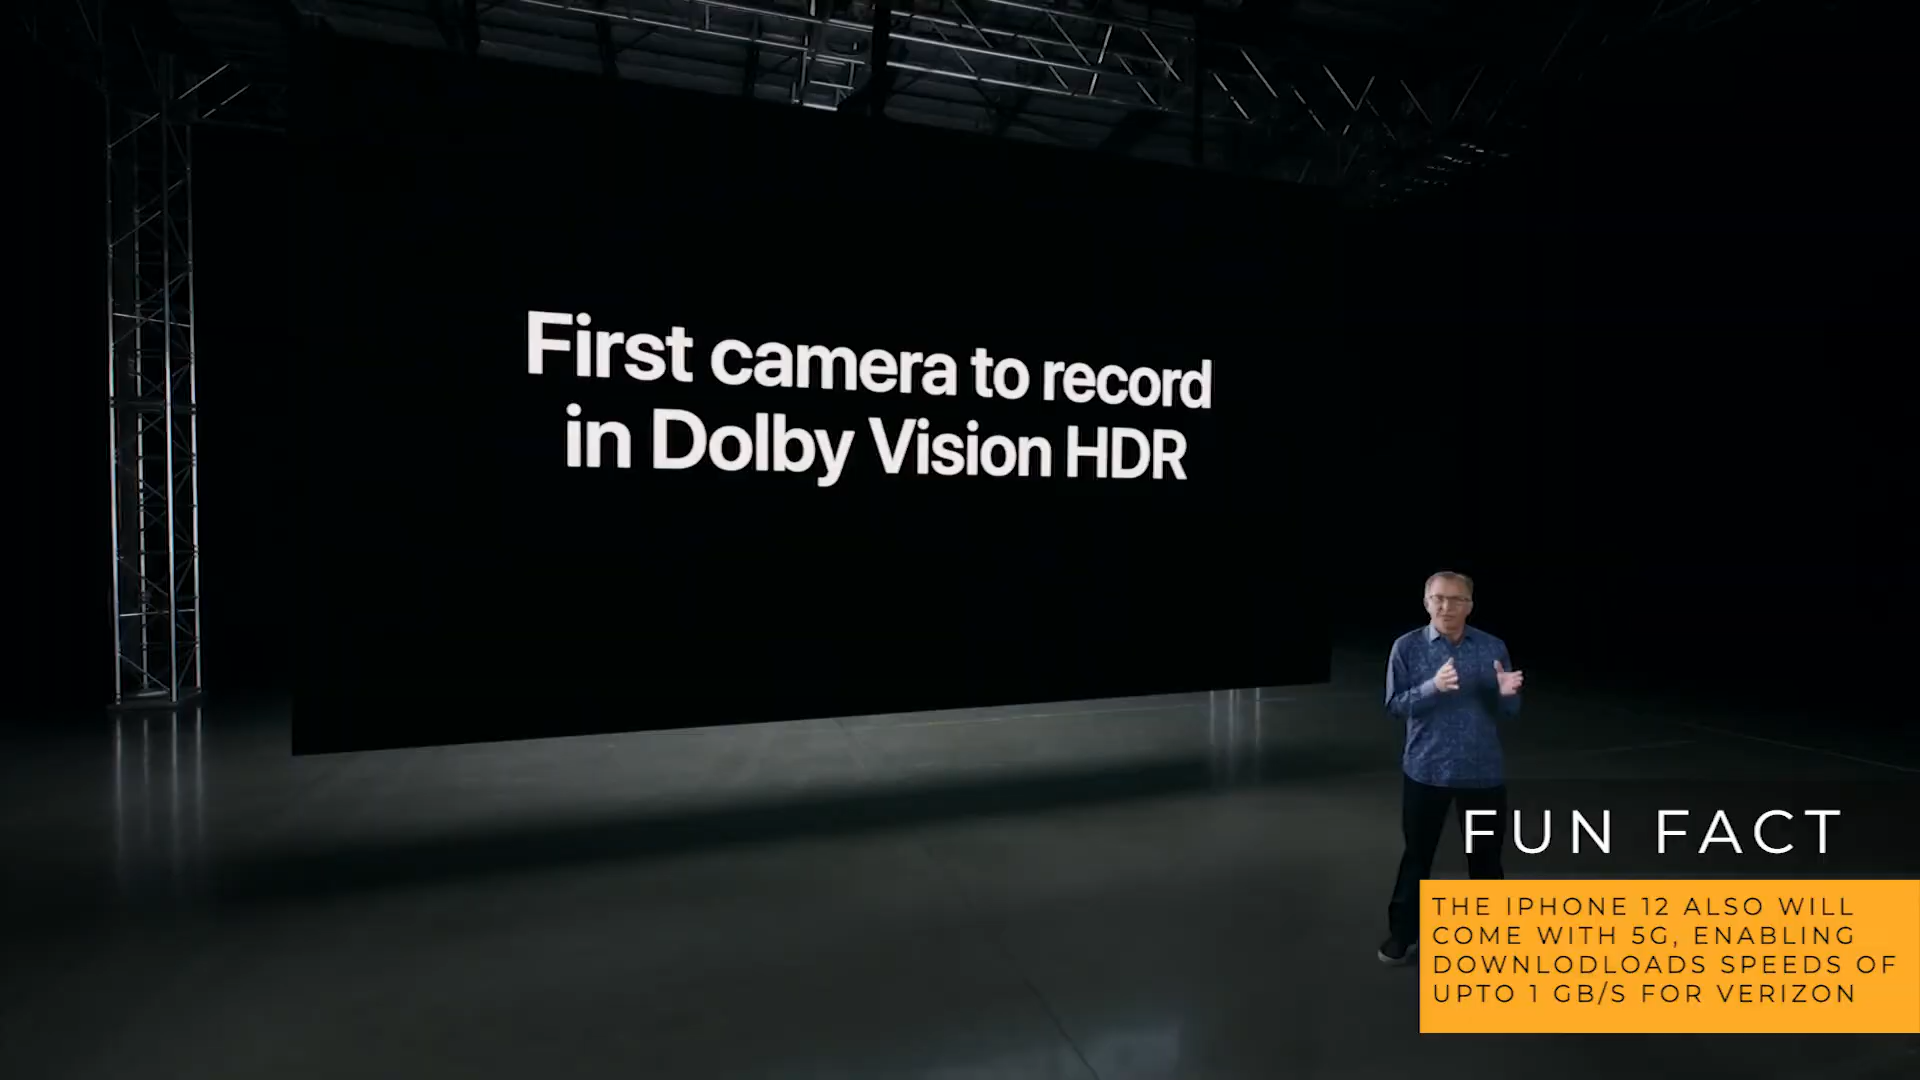 First camera to record
in Dolby Vision HDR
FUN FACT
THE IPHONE 12 ALSO WILL
COME WITH 5G, ENABLING
DOWNLODLOADS SPEEDS OF
UPTO 1 GB/S FOR VERIZON